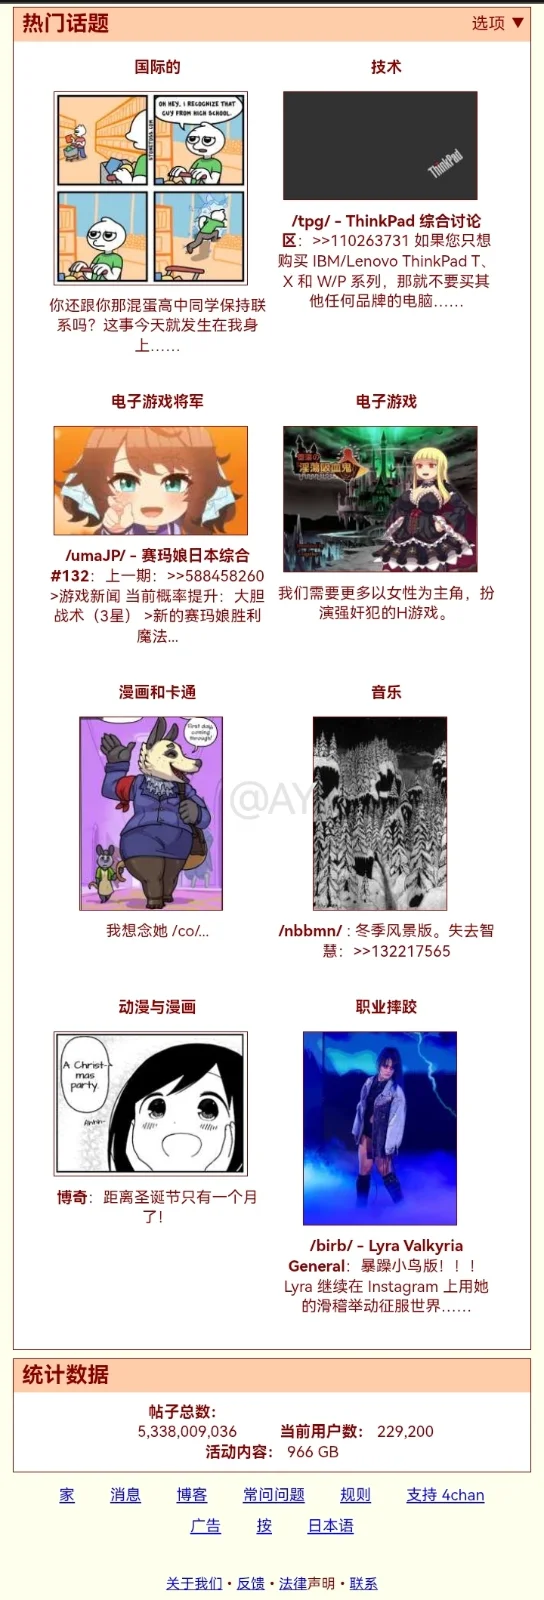 热门话题
选项 ▼
国际的
OH HEY, I RECOGNIZE THAT
GUY FROM HIGH SCHOOL.
STONETOSS.COM
你还跟你那混蛋高中同学保持联
系吗？这事今天就发生在我身
上……
技术
ThinkPad
/tpg/ - ThinkPad 综合讨论
区：>>110263731 如果您只想
购买 IBM/Lenovo ThinkPad T、
X 和 W/P 系列，那就不要买其
他任何品牌的电脑……
电子游戏将军
/umaJP/ - 赛玛娘日本综合
#132：上一期：>>588458260
>游戏新闻 当前概率提升：大胆
战术（3星） >新的赛玛娘胜利
魔法...
电子游戏
淫蕩吸血鬼
我们需要更多以女性为主角，扮
演强奸犯的H游戏。
漫画和卡通
First day
coming
through!
我想念她 /co/...
音乐
/nbbmn/ : 冬季风景版。失去智
慧：>>132217565
@AY
动漫与漫画
A Christ-
mas
party.
Ahhh~
博奇：距离圣诞节只有一个月
了！
职业摔跤
/birb/ - Lyra Valkyria
General：暴躁小鸟版！！！
Lyra 继续在 Instagram 上用她
的滑稽举动征服世界……
统计数据
帖子总数：
5,338,009,036 当前用户数： 229,200
活动内容： 966 GB
家 消息 博客 常问问题 规则 支持 4chan
广告 按 日本语
关于我们 • 反馈 • 法律声明 • 联系